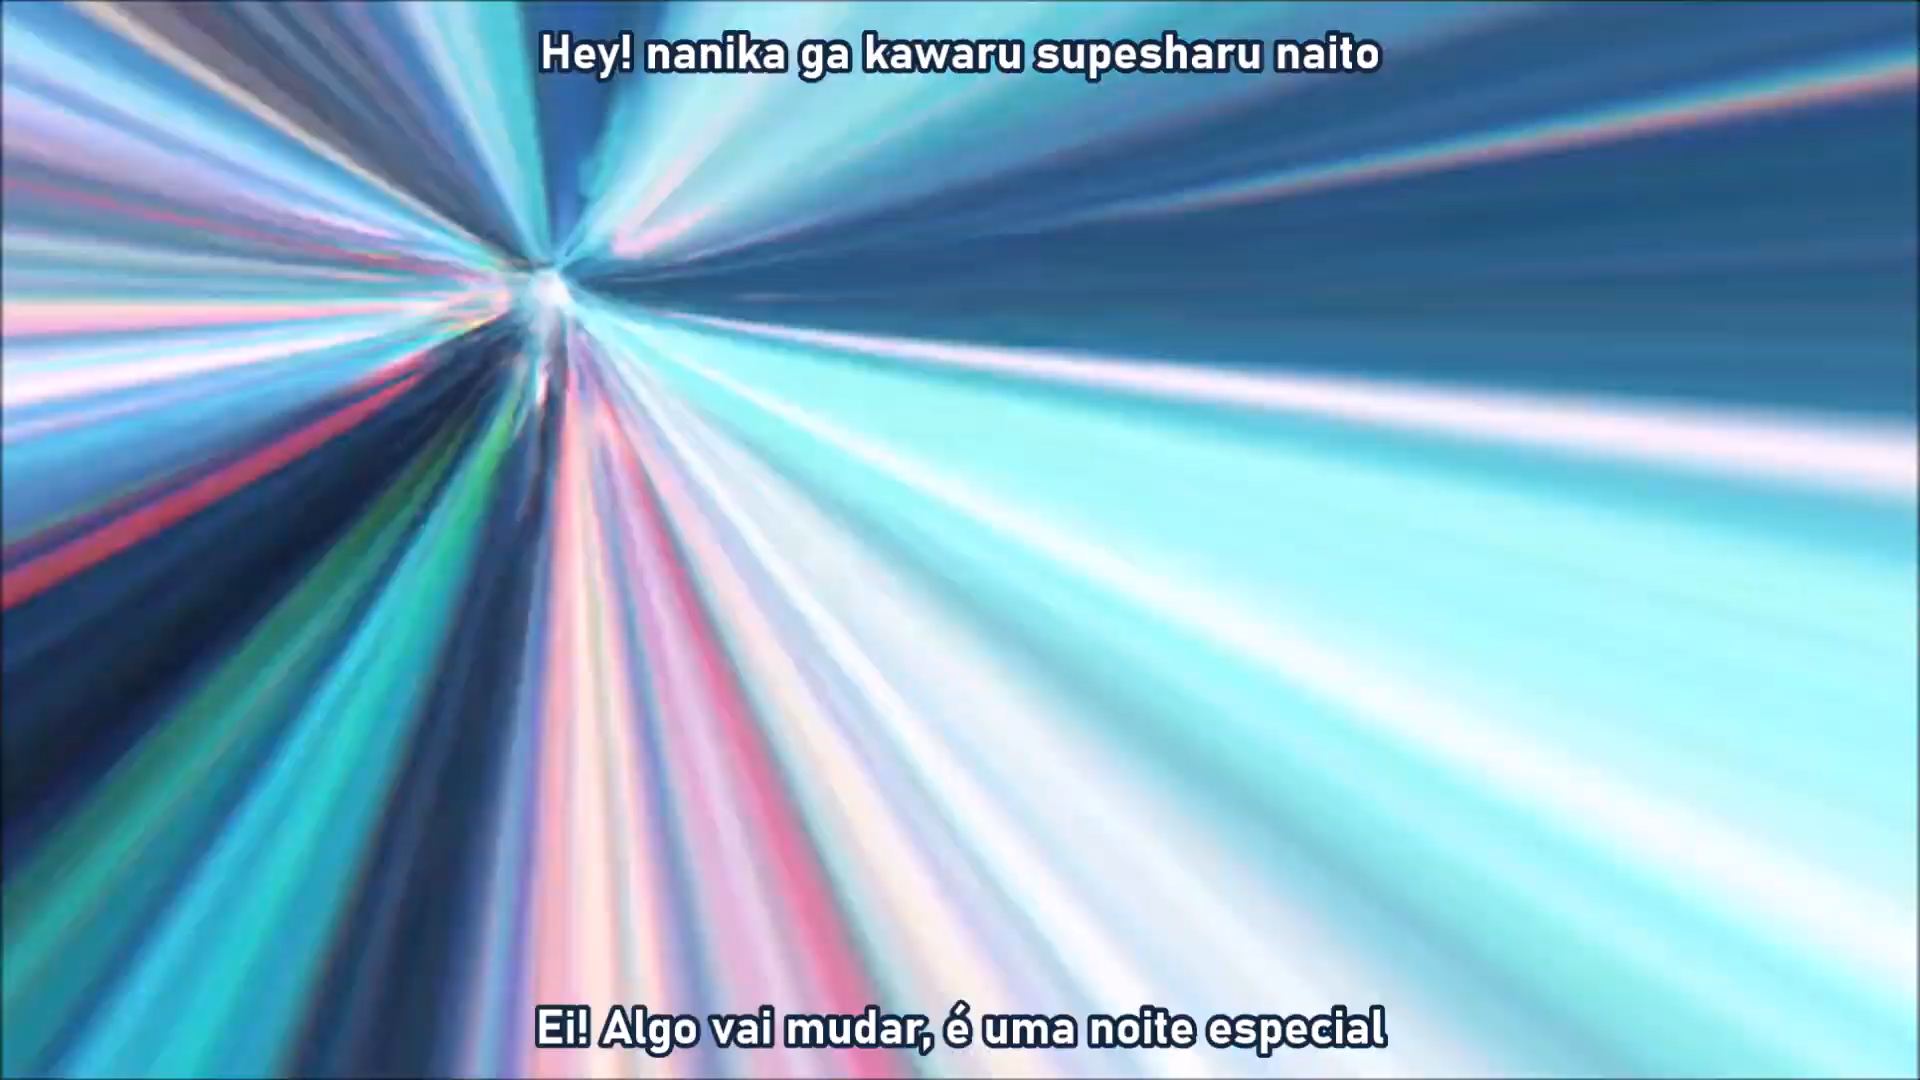 Hey! nanika ga kawaru supesharu naito
Ei! Algo vai mudar, é uma noite especial